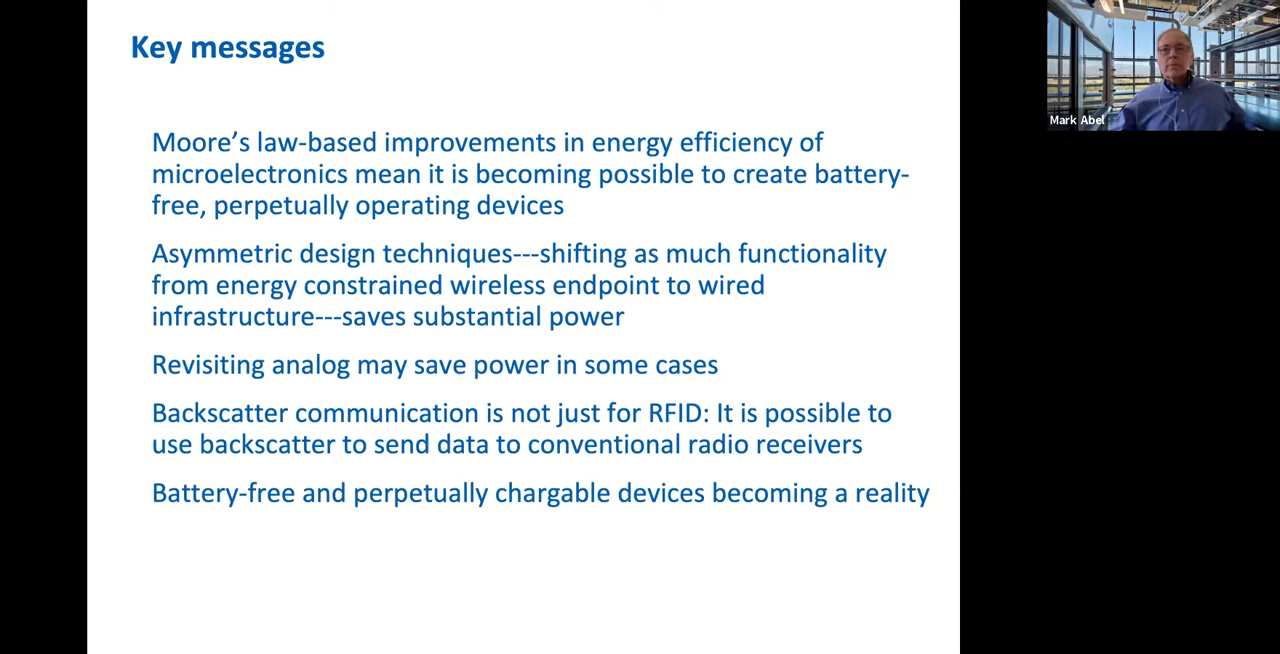 Key messages
Moore’s law-based improvements in energy efficiency of
microelectronics mean it is becoming possible to create battery-
free, perpetually operating devices
Asymmetric design techniques---shifting as much functionality
from energy constrained wireless endpoint to wired
infrastructure---saves substantial power
Revisiting analog may save power in some cases
Backscatter communication is not just for RFID: It is possible to
use backscatter to send data to conventional radio receivers
Battery-free and perpetually chargable devices becoming a reality
Mark Abel